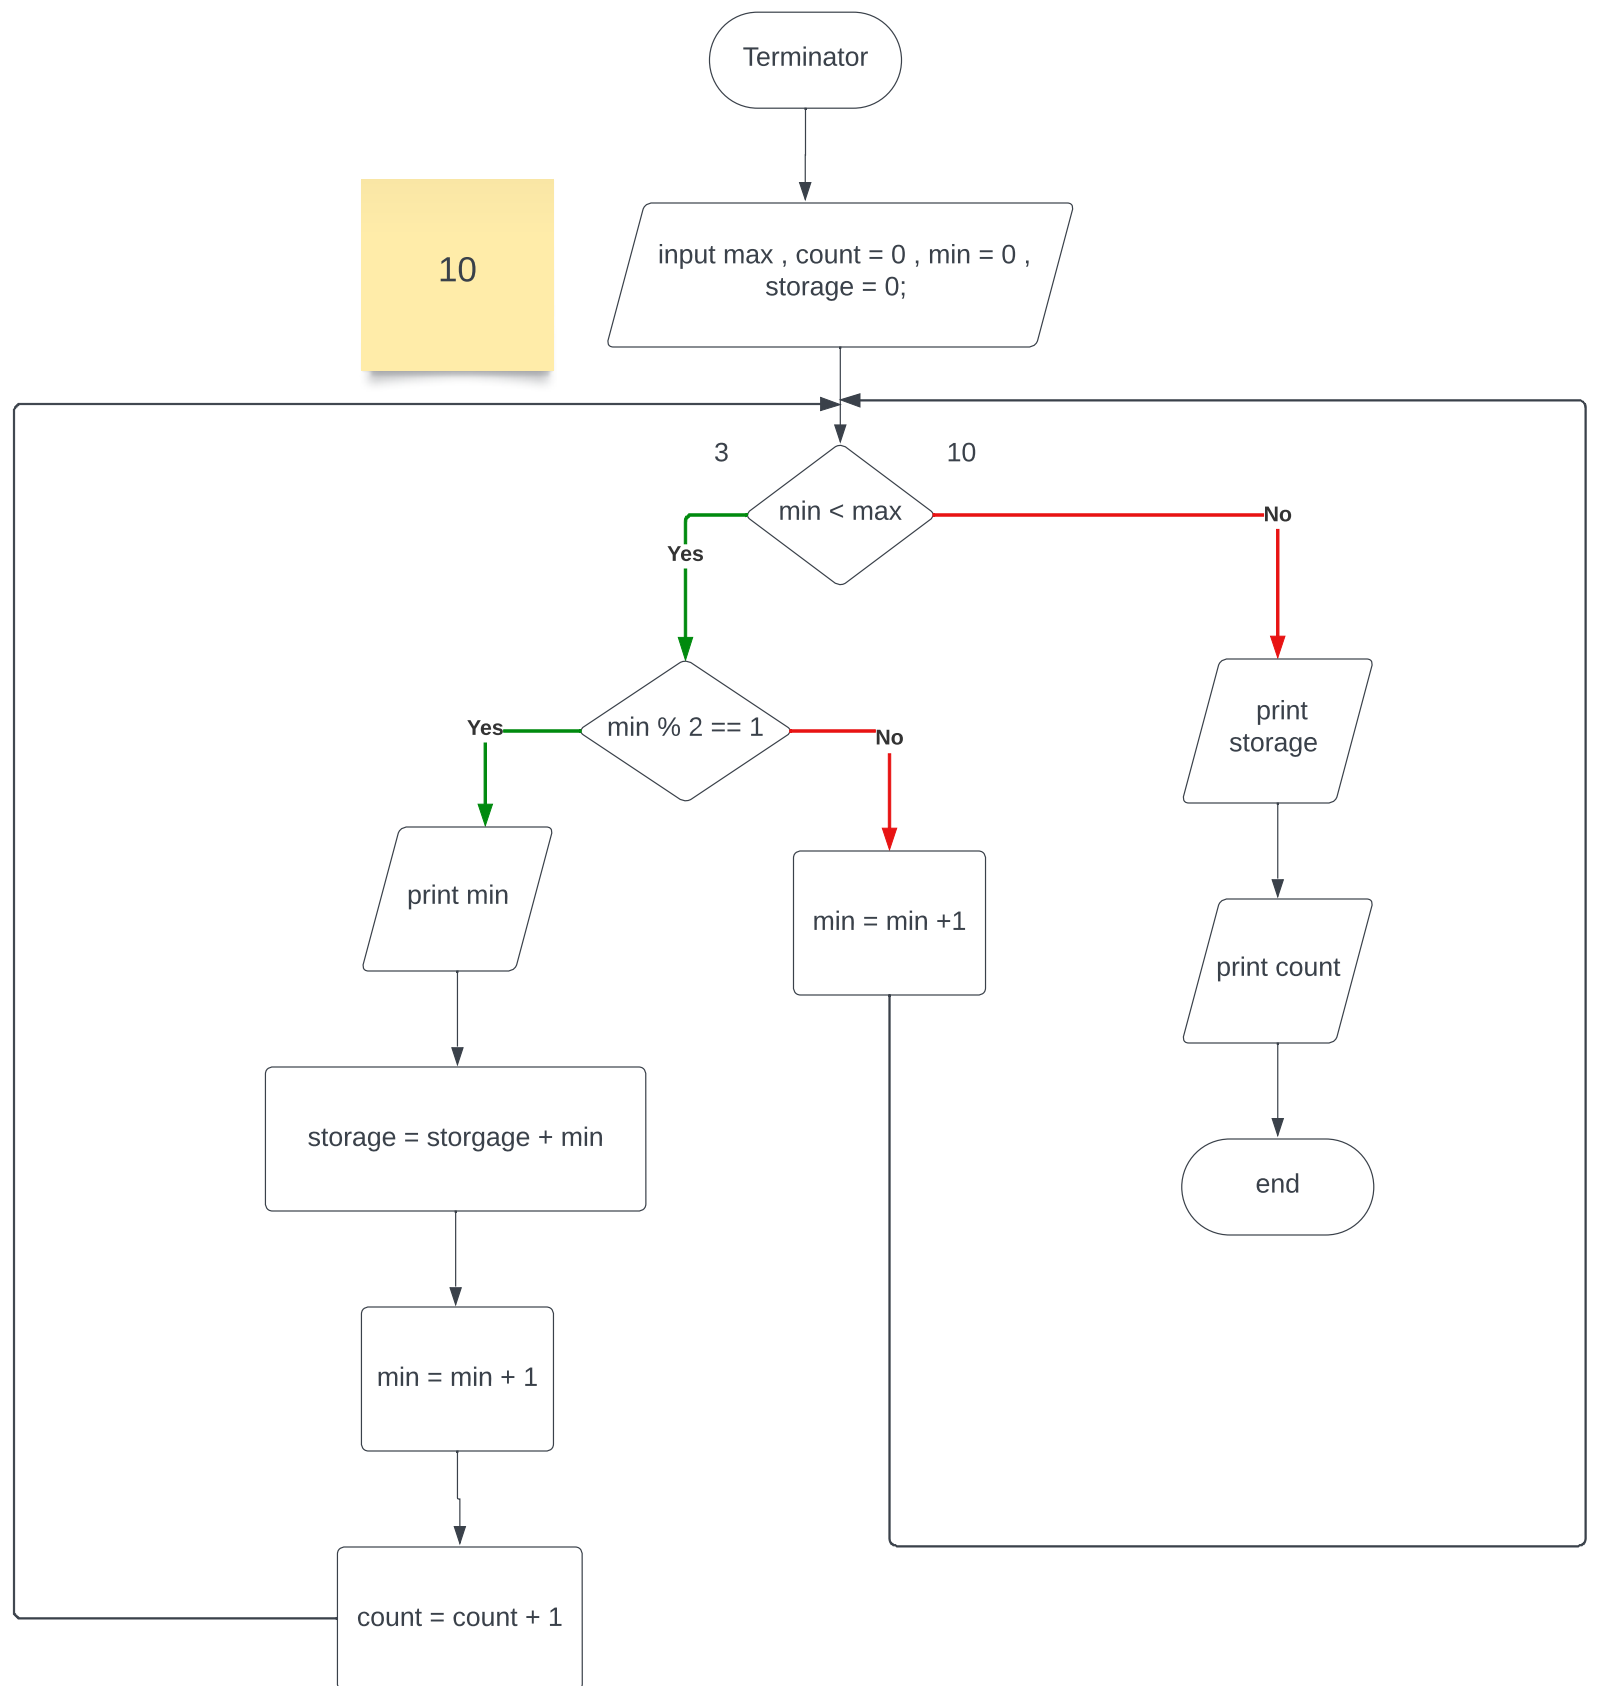 Terminator
10
input max , count = 0 , min = 0 ,
storage = 0;
3
10
min < max
No
Yes
min % 2 == 1
Yes
No
print
storage
print min
min = min +1
print count
storage = storgage + min
end
min = min + 1
count = count + 1